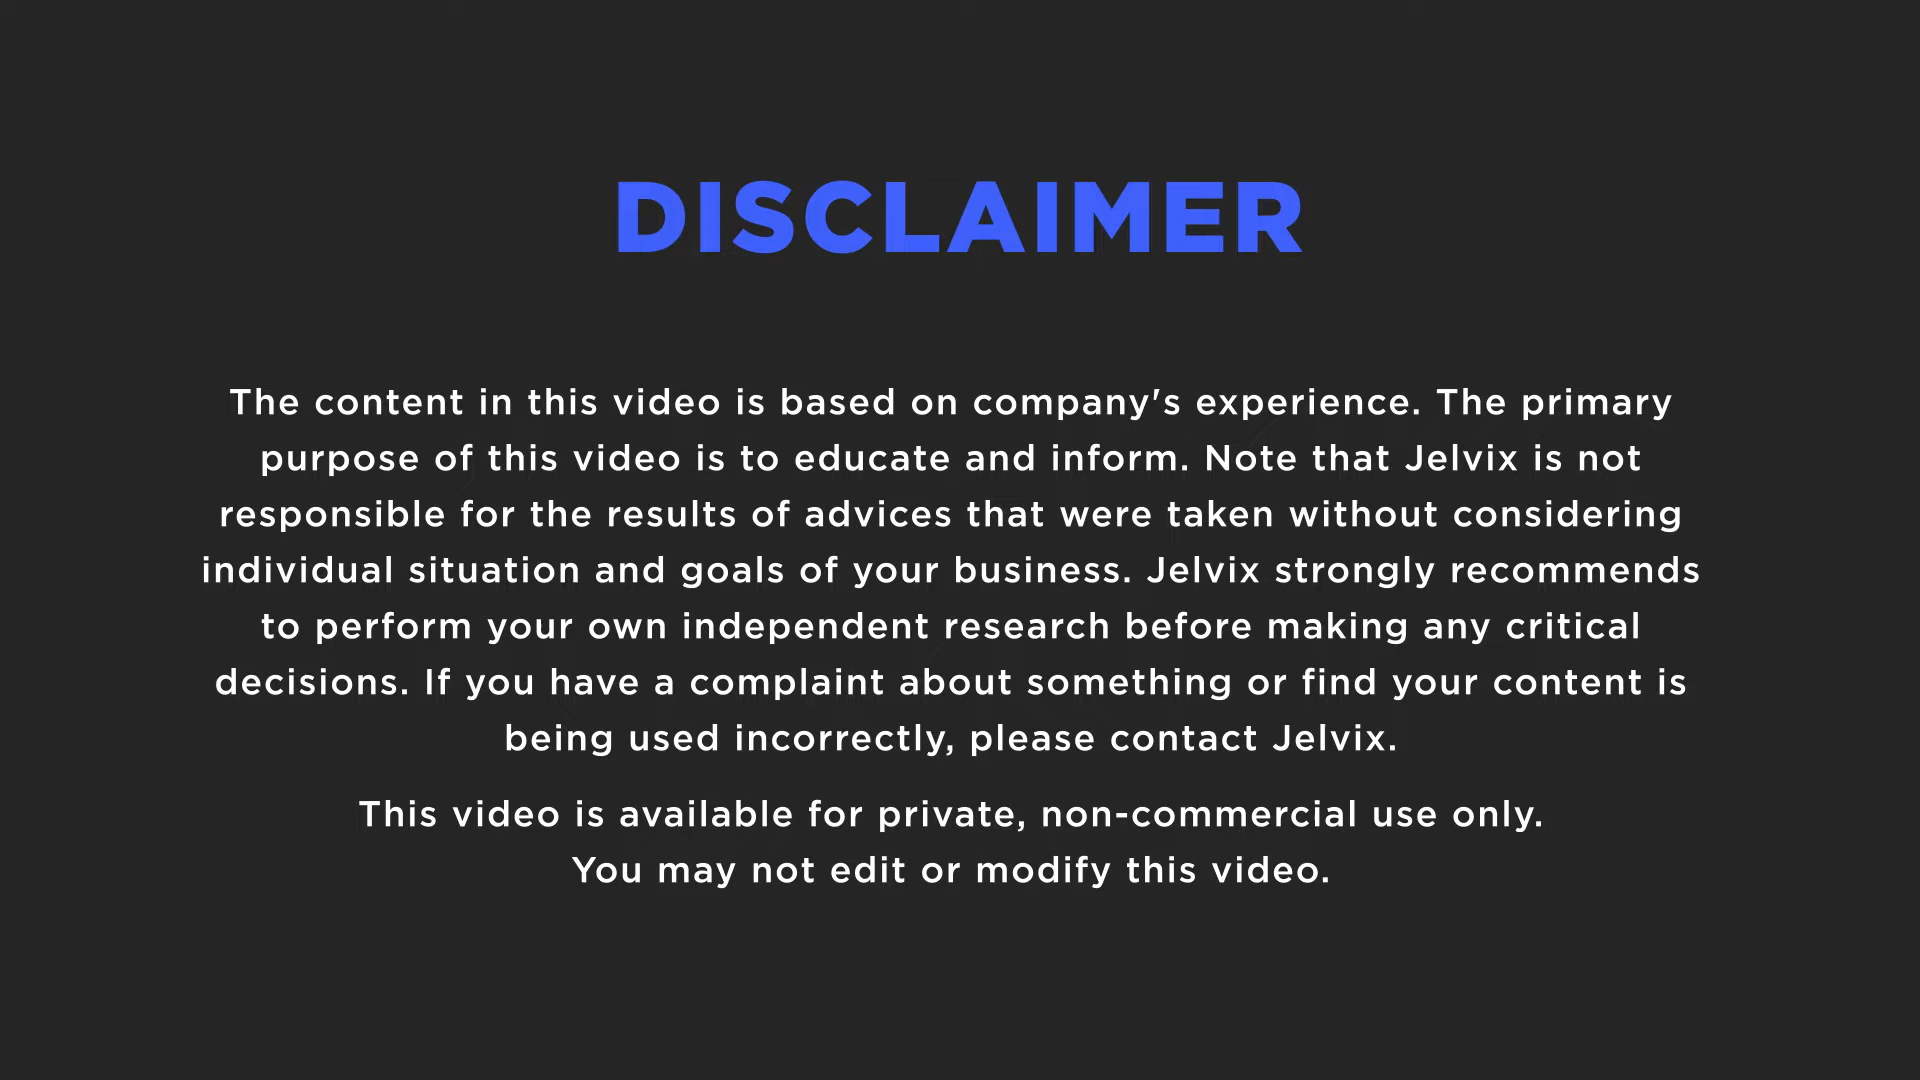 DISCLAIMER
The content in this video is based on company's experience. The primary
purpose of this video is to educate and inform. Note that Jelvix is not
responsible for the results of advices that were taken without considering
individual situation and goals of your business. Jelvix strongly recommends
to perform your own independent research before making any critical
decisions. If you have a complaint about something or find your content is
being used incorrectly, please contact Jelvix.
This video is available for private, non-commercial use only.
You may not edit or modify this video.